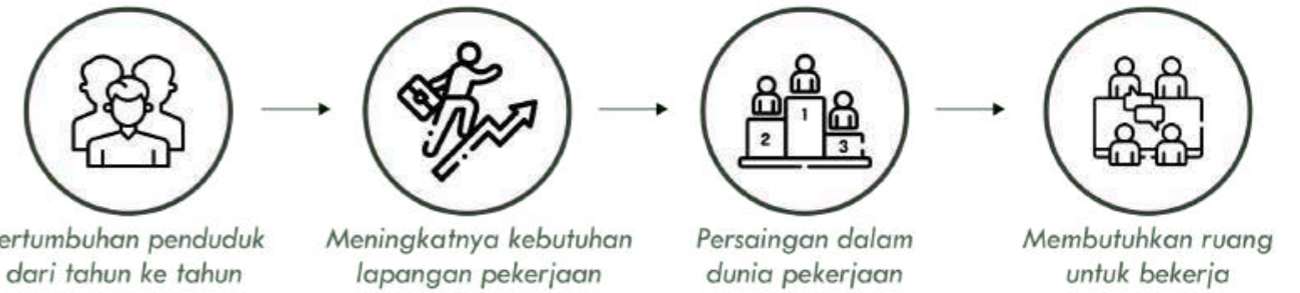 ertumbuhan penduduk
dari tahun ke tahun
Meningkatnya kebutuhan
lapangan pekerjaan
2
1
3
Persaingan dalam
dunia pekerjaan
Membutuhkan ruang
untuk bekerja